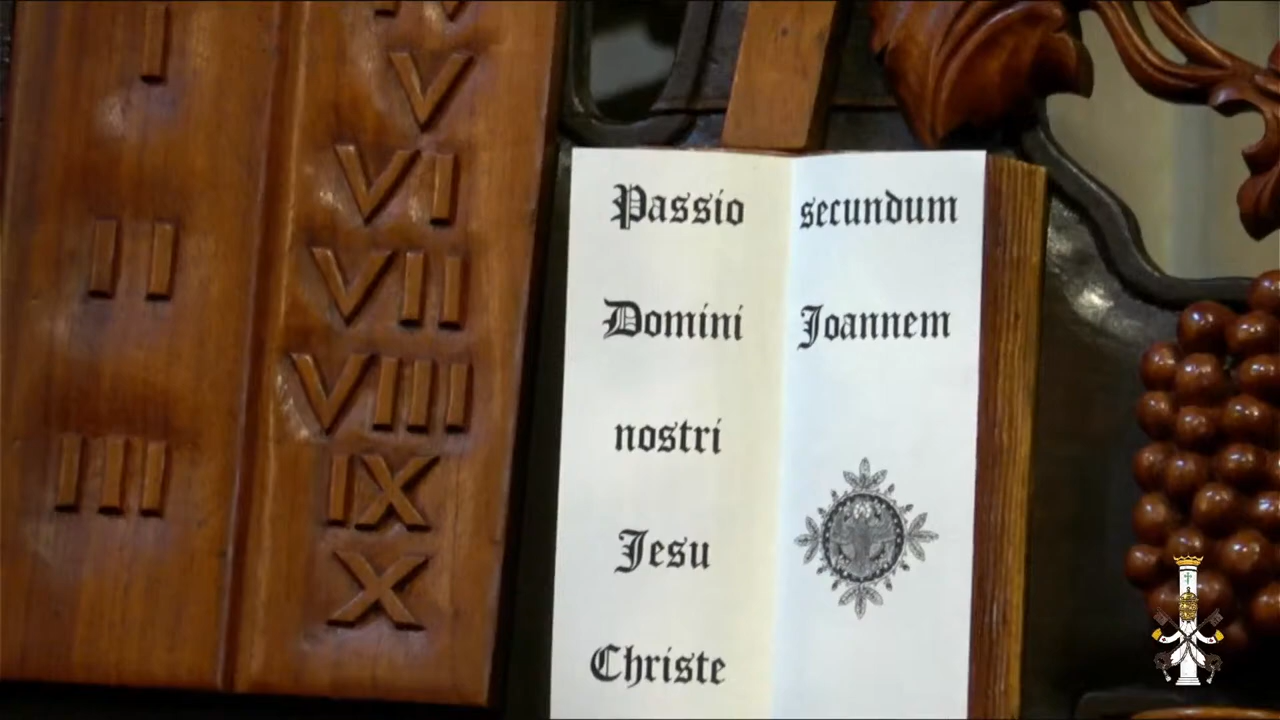 I
II
III
V
VI
VII
VIII
IX
X
Passio
Domini
nostri
Jesu
Christe
secundum
Joannem